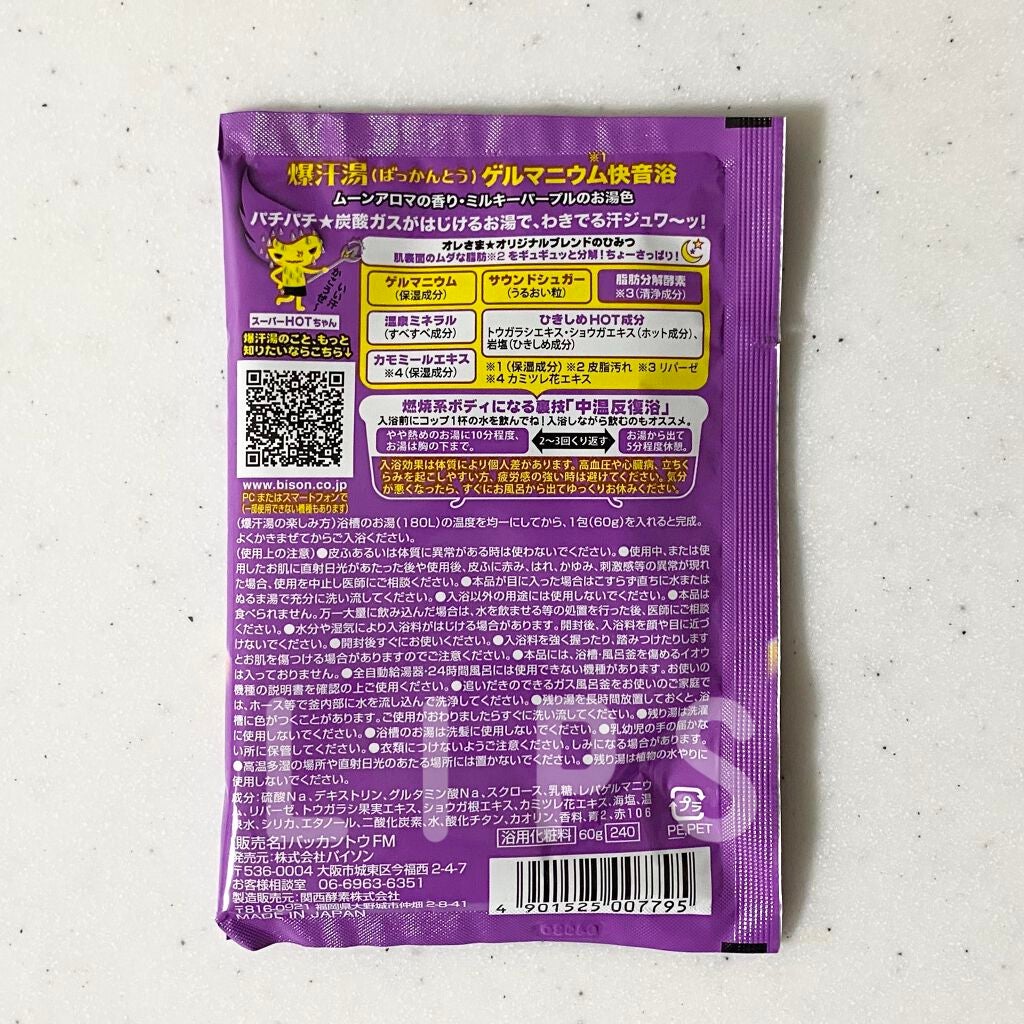 爆汗湯(ばっかんとう)ゲルマニウム※1快音浴
ムーンアロマの香り・ミルキーパープルのお湯色
パチパチ★炭酸ガスがはじけるお湯で、わきでる汗ジュワ〜ッ!
オレさま★オリジナルブレンドのひみつ
肌裏面のムダな脂肪※2をギュギュッと分解!ちょーさっぱり!
ゲルマニウム
(保湿成分)
サウンドシュガー
(うるおい粒)
脂肪分解酵素
※3(清浄成分)
温泉ミネラル
(すべすべ成分)
ひきしめHOT成分
トウガラシエキス・ショウガエキス(ホット成分)、
岩塩(ひきしめ成分)
カモミールエキス
※4(保湿成分)
※1(保湿成分)※2 皮脂汚れ ※3 リパーゼ
※4 カミツレ花エキス
スーパーHOTちゃん
爆汗湯のこと、もっと
知りたいならこちら↓
www.bison.co.jp
PCまたはスマートフォンで
(一部使用できない機種もあります)
燃焼系ボディになる裏技「中温反復浴」
入浴前にコップ1杯の水を飲んでね!入浴しながら飲むのもオススメ。
やや熱めのお湯に10分程度、
お湯は胸の下まで。
2〜3回くり返す
お湯から出て
5分程度休憩。
入浴効果は体質により個人差があります。高血圧や心臓病、立ちく
らみを起こしやすい方、疲労感の強い時は避けてください。気分
が悪くなったら、すぐにお風呂から出てゆっくりお休みください。
(爆汗湯の楽しみ方)浴槽のお湯(180L)の温度を均一にしてから、1包(60g)を入れると完成。
よくかきまぜてからご入浴ください。
(使用上の注意)●皮ふあるいは体質に異常がある時は使わないでください。●使用中、または使
用したお肌に直射日光があたった後や使用後、皮ふに赤み、はれ、かゆみ、刺激感等の異常が現れ
た場合、使用を中止し医師にご相談ください。●本品が目に入った場合はこすらず直ちに水または
ぬるま湯で充分に洗い流してください。●入浴以外の用途には使用しないでください。●本品は
食べられません。万一大量に飲み込んだ場合は、水を飲ませる等の処置を行った後、医師にご相談
ください。●水分や湿気により入浴料がはじける場合があります。開封後、入浴料を顔や目に近づ
けないでください。●開封後すぐにお使いください。●入浴料を強く握ったり、踏みつけたりします
とお肌を傷つける場合がありますのでご注意ください。●本品には、浴槽・風呂釜を傷めるイオウ
は入っておりません。●全自動給湯器・24時間風呂には使用できない機種があります。お使いの
機種の説明書を確認の上ご使用ください。●追いだきのできるガス風呂釜をお使いのご家庭で
は、ホース等で釜内部に水を流し込んで洗浄してください。●残り湯を長時間放置しておくと、浴
槽に色がつくことがあります。ご使用がおわりましたらすぐに洗い流してください。●残り湯は洗濯
に使用しないでください。●浴槽のお湯は洗髪に使用しないでください。●乳幼児の手の届かな
い所に保管してください。●衣類につけないようご注意ください。しみになる場合があります。
●高温多湿の場所や直射日光のあたる場所には置かないでください。●残り湯は植物の水やりに
使用しないでください。
成分:硫酸Na、デキストリン、グルタミン酸Na、スクロース、乳糖、レパゲルマニウ
ム、リパーゼ、トウガラシ果実エキス、ショウガ根エキス、カミツレ花エキス、海塩、温
泉水、シリカ、エタノール、二酸化炭素、水、酸化チタン、カオリン、香料、青2、赤106
[販売名]バッカントウFM
発売元:株式会社バイソン
〒536-0004 大阪市城東区今福西 2-4-7
お客様相談室 06-6963-6351
製造販売元:関西酵素株式会社
〒816-0921 福岡県大野城市仲畑 2-8-41
MADE IN JAPAN
浴用化粧料 60g 240
プラ
PE,PET
4 901525 007795
LIPS